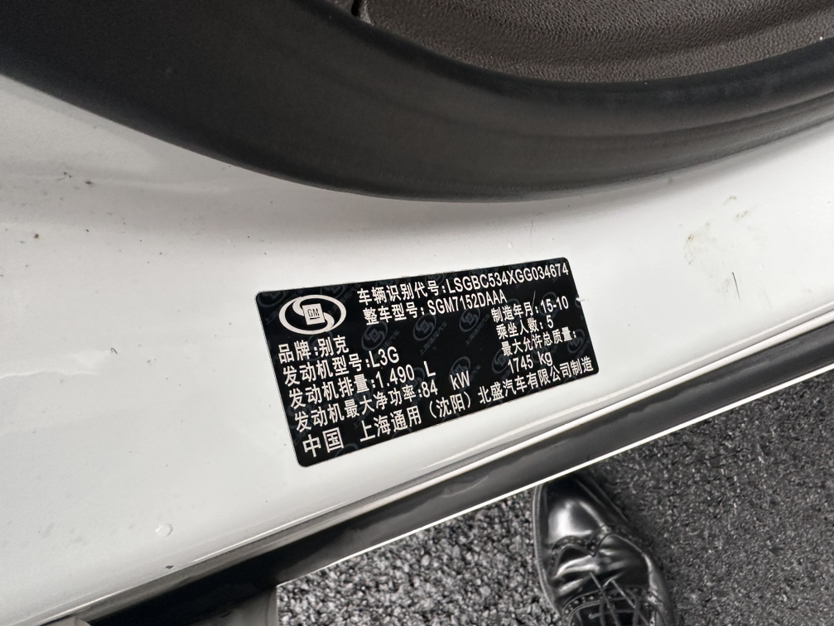 GM
车辆识别代号:LSGBC534XGG034674
整车型号:SGM7152DAAA
品牌:别克
制造年月:15-10
发动机型号:L3G
乘坐人数:5
发动机排量:1.490 L
最大允许总质量:
1745 kg
发动机最大净功率:84 kW
中国 上海通用(沈阳)北盛汽车有限公司制造